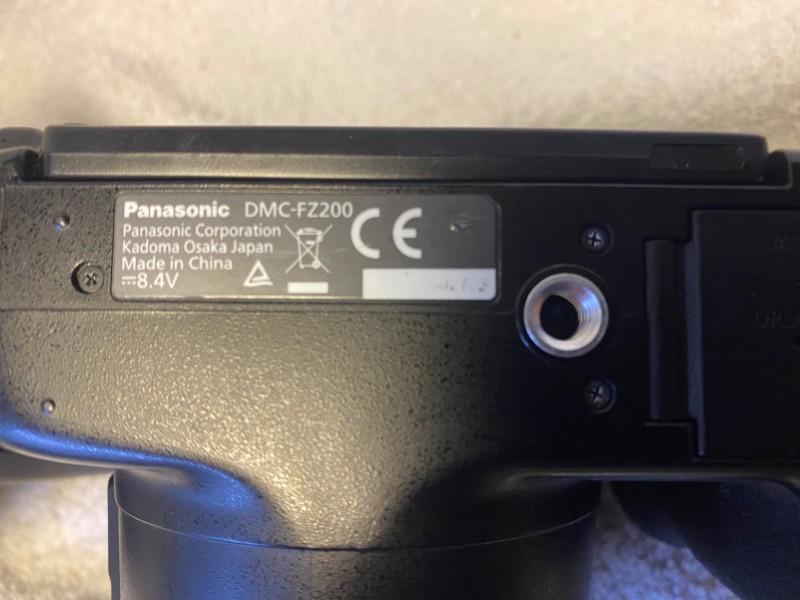 Panasonic DMC-FZ200
Panasonic Corporation
Kadoma Osaka Japan
Made in China
⎓8.4V
CE